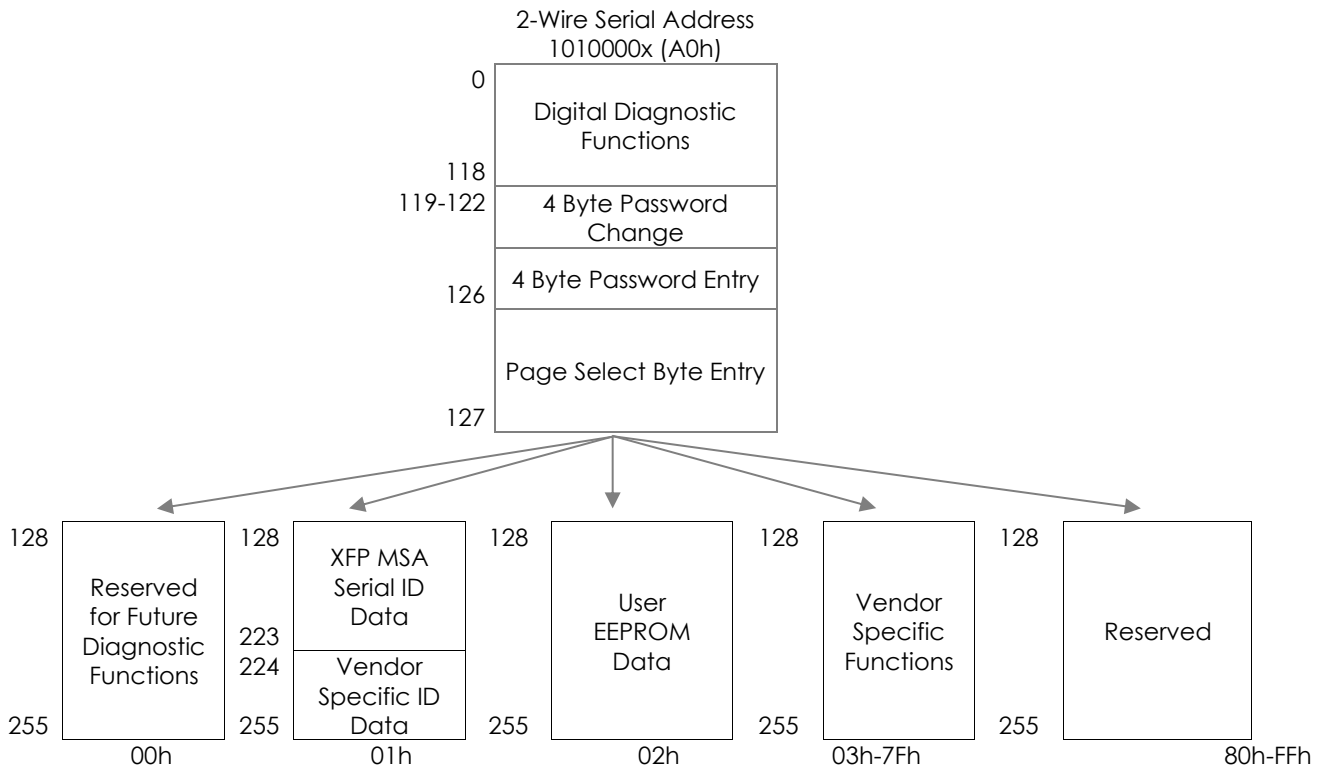 2-Wire Serial Address
1010000x (A0h)
0
Digital Diagnostic
Functions
118
119-122
4 Byte Password
Change
4 Byte Password Entry
126
Page Select Byte Entry
127
128
Reserved
for Future
Diagnostic
Functions
255
00h
128
XFP MSA
Serial ID
Data
223
224
Vendor
Specific ID
Data
255
01h
128
User
EEPROM
Data
255
02h
128
Vendor
Specific
Functions
255
03h-7Fh
128
Reserved
255
80h-FFh